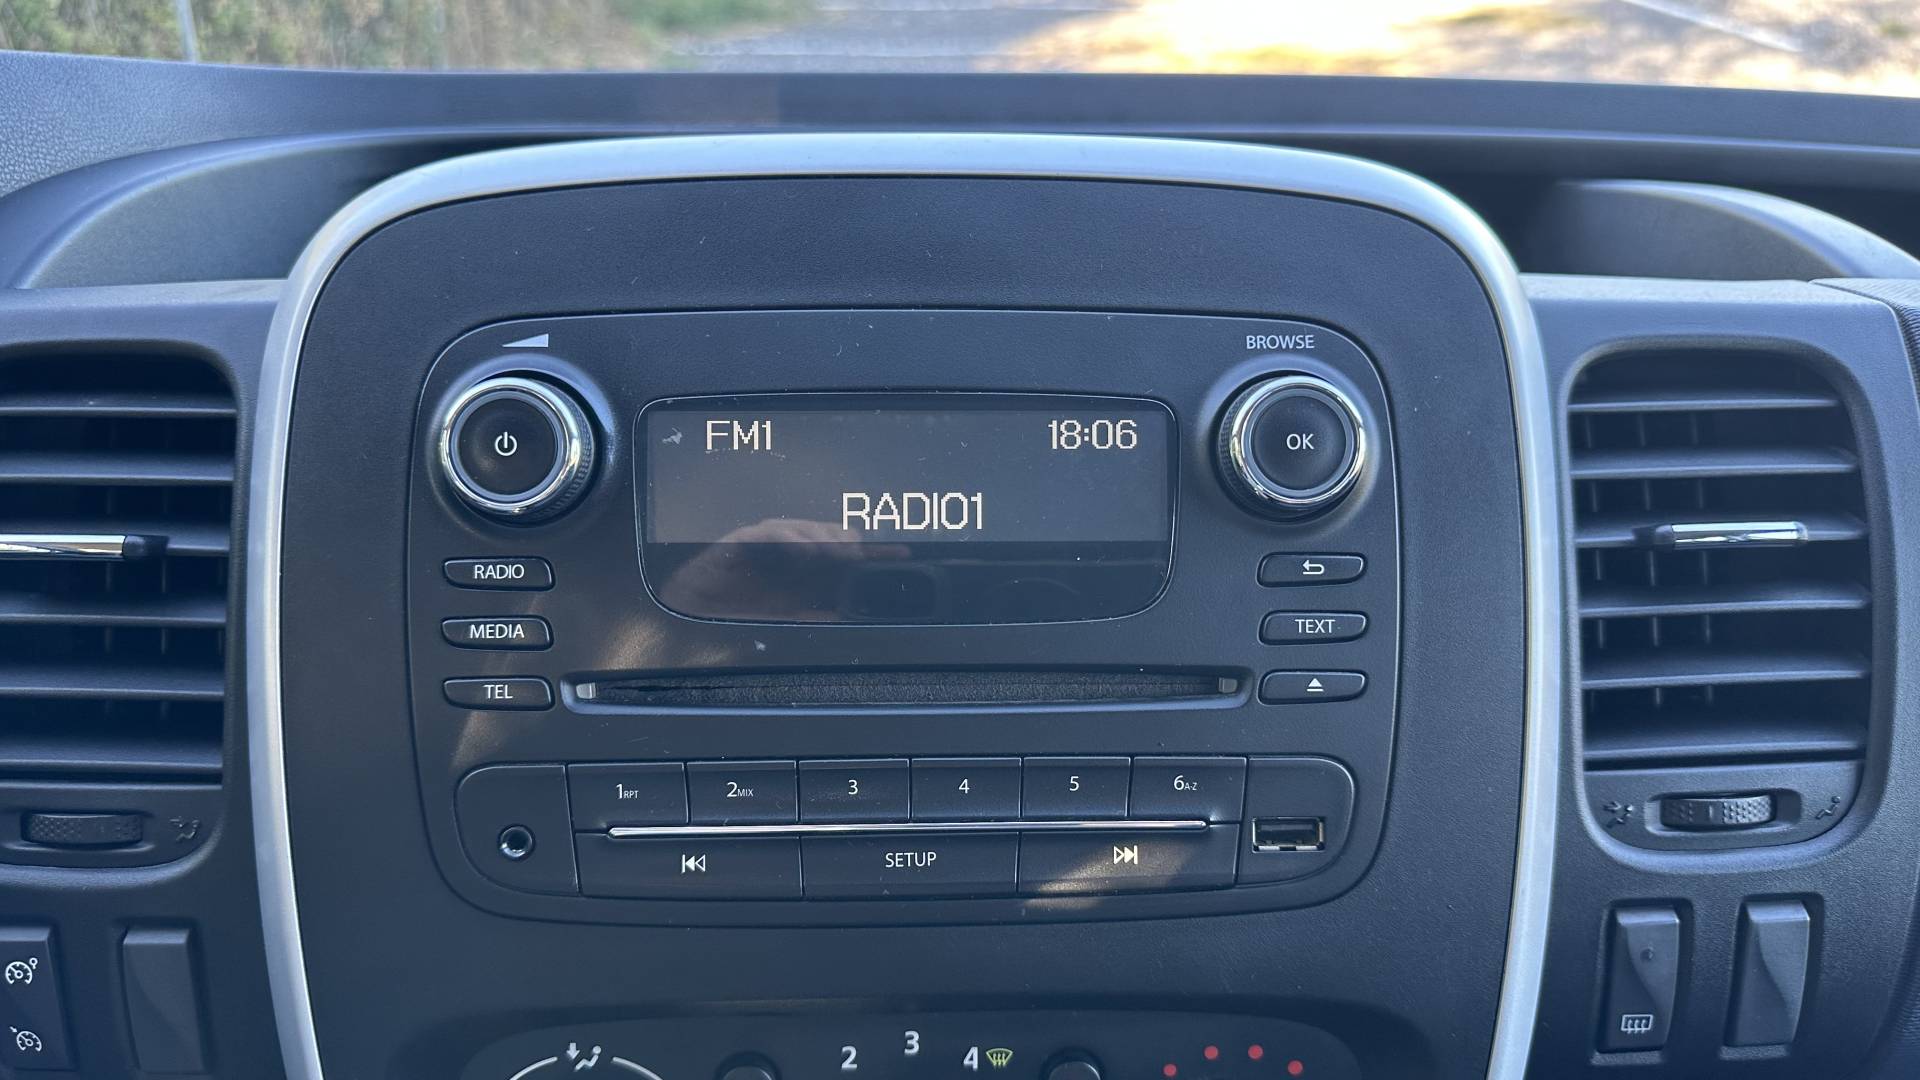 BROWSE
FM1 18:06
OK
RADIO1
RADIO
MEDIA
TEXT
TEL
1RPT 2MIX 3 4 5 6A-Z
SETUP
2 3 4